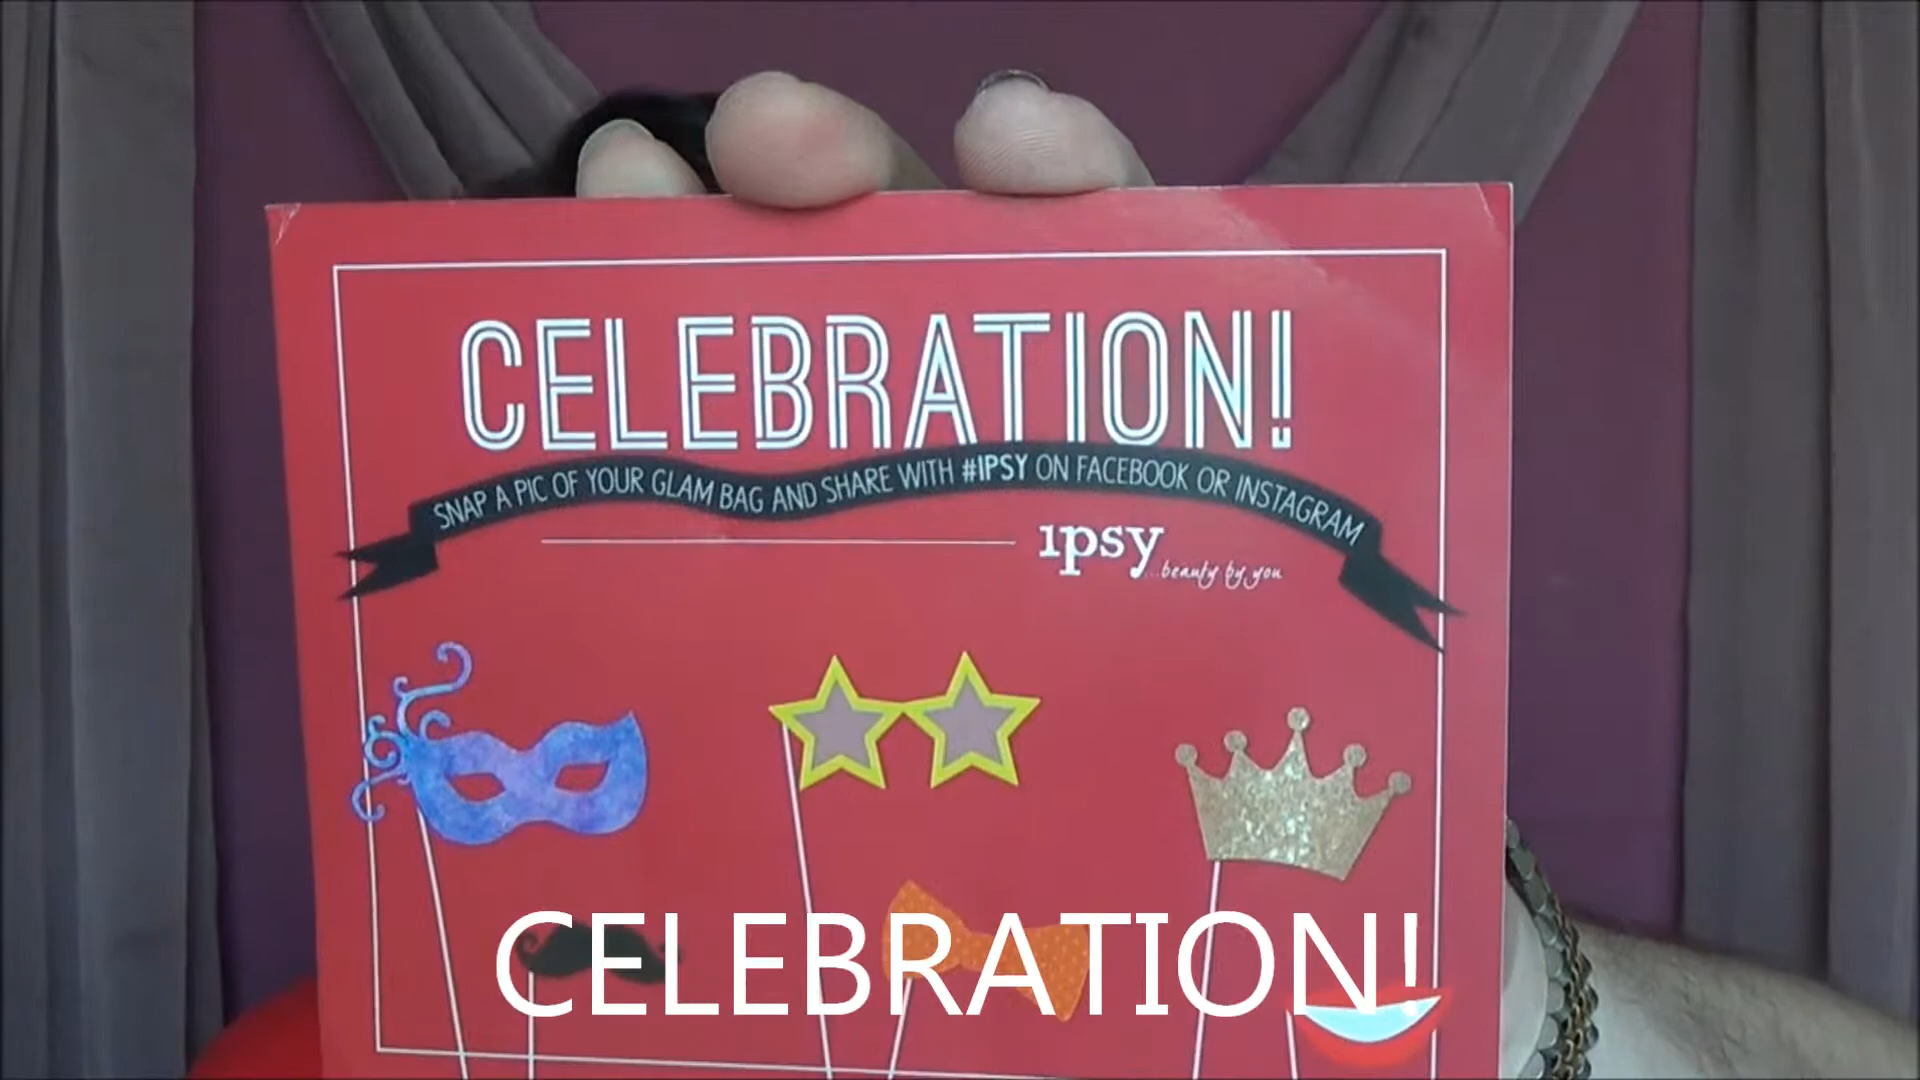 CELEBRATION!
SNAP A PIC OF YOUR GLAM BAG AND SHARE WITH #IPSY ON FACEBOOK OR INSTAGRAM
ipsy
...beauty by you
CELEBRATION!